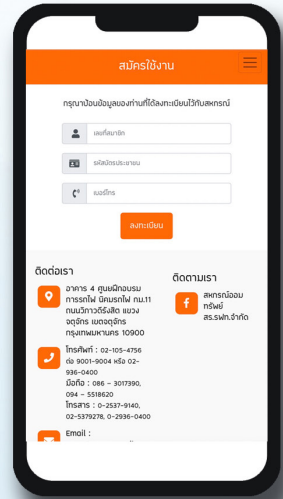 สมัครใช้งาน
กรุณาป้อนข้อมูลของท่านที่ได้ลงทะเบียนไว้กับสหกรณ์
เลขที่สมาชิก
รหัสบัตรประชาชน
เบอร์โทร
ลงทะเบียน
ติดต่อเรา
อาคาร 4 ศูนย์ฝึกอบรม
การรถไฟ นิคมรถไฟ กม.11
ถนนวิภาวดีรังสิต แขวง
จตุจักร เขตจตุจักร
กรุงเทพมหานคร 10900
โทรศัพท์ : 02-105-4756
ต่อ 9001-9004 หรือ 02-
936-0400
มือถือ : 086 - 3017390,
094 - 5518620
โทรสาร : 0-2537-9140,
02-5379278, 0-2936-0400
Email :
ติดตามเรา
สหกรณ์ออม
ทรัพย์
สร.รฟท.จำกัด